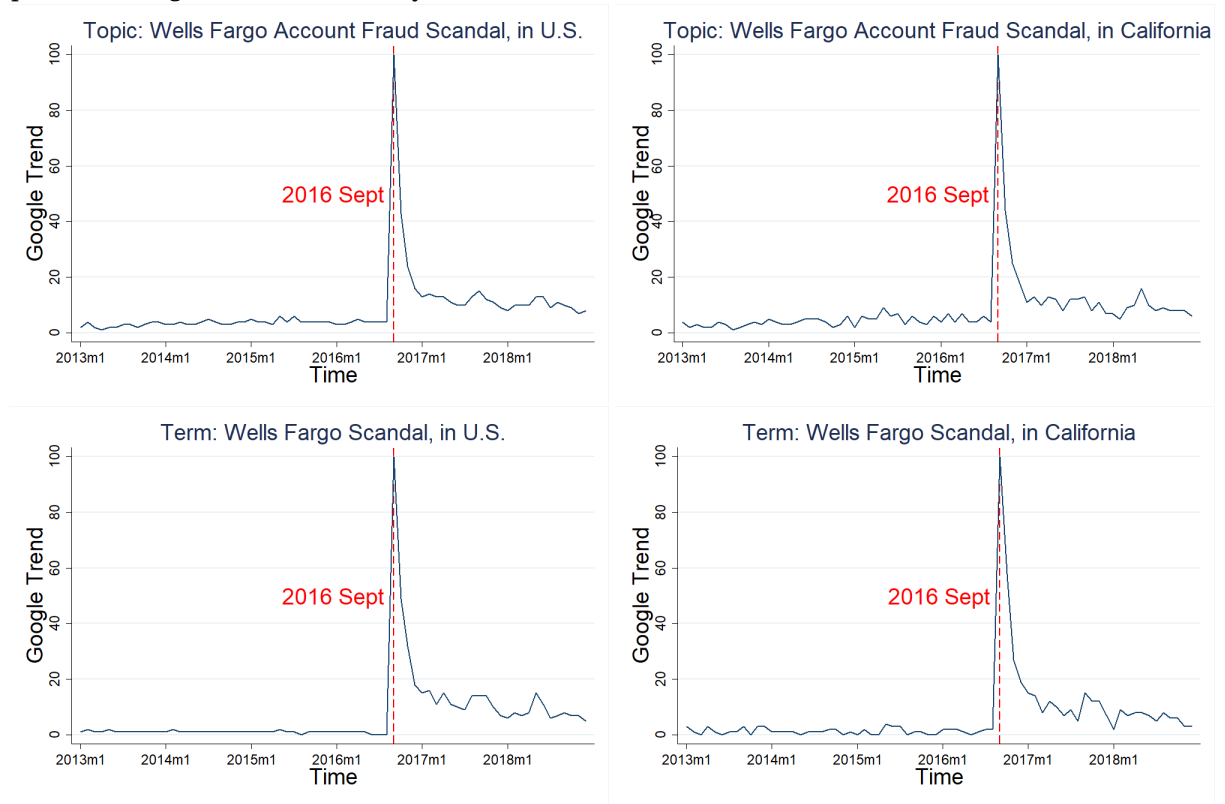 Topic: Wells Fargo Account Fraud Scandal, in U.S.
Google Trend
100
80
60
40
20
0
2016 Sept
2013m1 2014m1 2015m1 2016m1 2017m1 2018m1
Time
Topic: Wells Fargo Account Fraud Scandal, in California
Google Trend
100
80
60
40
20
0
2016 Sept
2013m1 2014m1 2015m1 2016m1 2017m1 2018m1
Time
Term: Wells Fargo Scandal, in U.S.
Google Trend
100
80
60
40
20
0
2016 Sept
2013m1 2014m1 2015m1 2016m1 2017m1 2018m1
Time
Term: Wells Fargo Scandal, in California
Google Trend
100
80
60
40
20
0
2016 Sept
2013m1 2014m1 2015m1 2016m1 2017m1 2018m1
Time